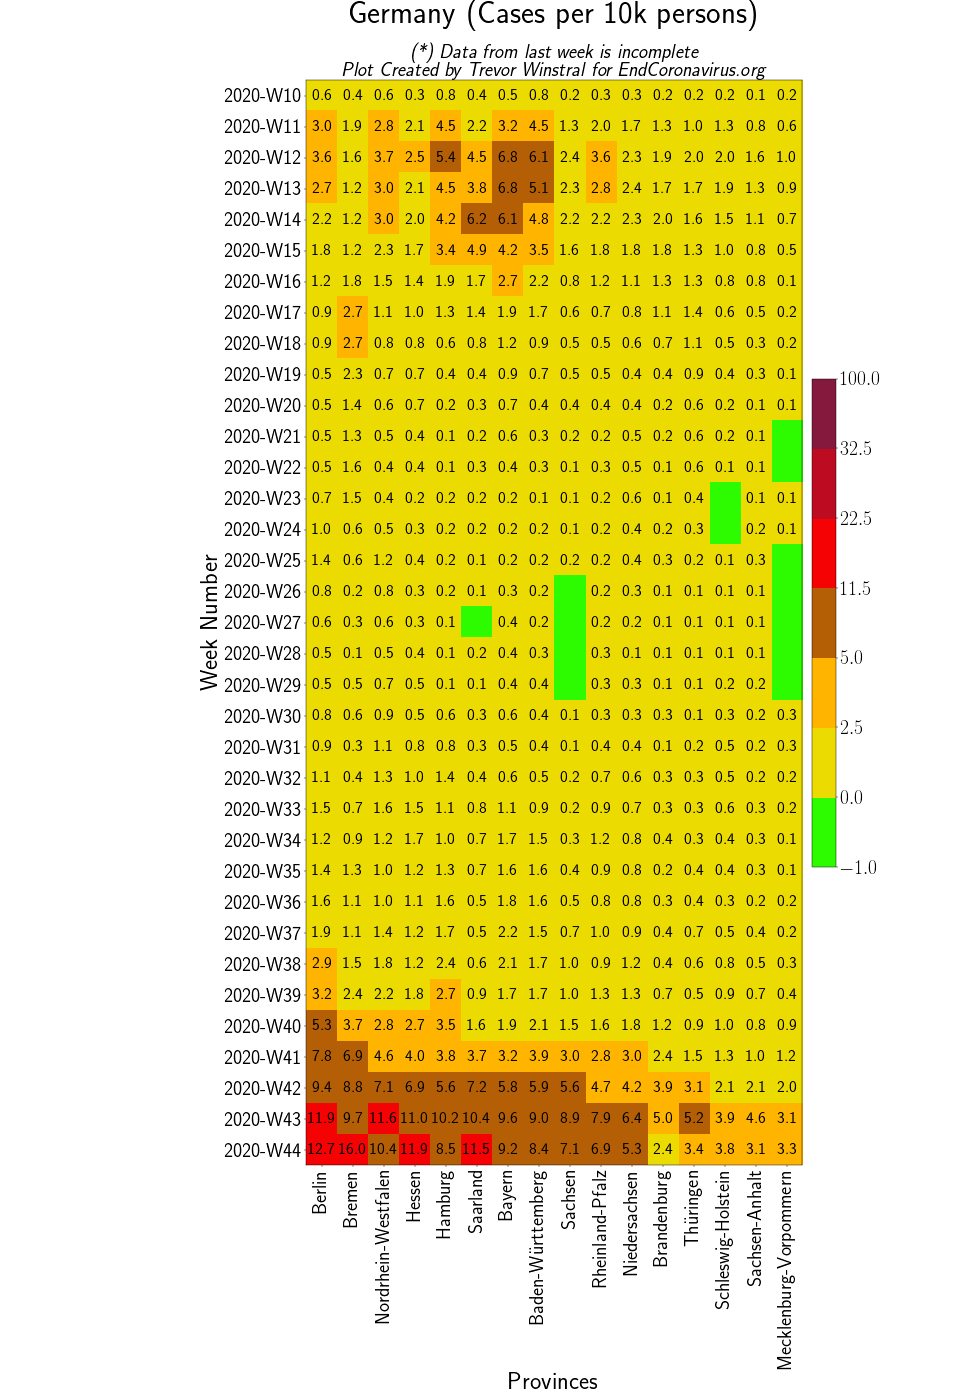 Germany (Cases per 10k persons)
(*) Data from last week is incomplete
Plot Created by Trevor Winstral for EndCoronavirus.org
2020-W10 0.6 0.4 0.6 0.3 0.8 0.4 0.5 0.8 0.2 0.3 0.3 0.2 0.2 0.2 0.1 0.2
2020-W11 3.0 1.9 2.8 2.1 4.5 2.2 3.2 4.5 1.3 2.0 1.7 1.3 1.0 1.3 0.8 0.6
2020-W12 3.6 1.6 3.7 2.5 5.4 4.5 6.8 6.1 2.4 3.6 2.3 1.9 2.0 2.0 1.6 1.0
2020-W13 2.7 1.2 3.0 2.1 4.5 3.8 6.8 5.1 2.3 2.8 2.4 1.7 1.7 1.9 1.3 0.9
2020-W14 2.2 1.2 3.0 2.0 4.2 6.2 6.1 4.8 2.2 2.2 2.3 2.0 1.6 1.5 1.1 0.7
2020-W15 1.8 1.2 2.3 1.7 3.4 4.9 4.2 3.5 1.6 1.8 1.8 1.8 1.3 1.0 0.8 0.5
2020-W16 1.2 1.8 1.5 1.4 1.9 1.7 2.7 2.2 0.8 1.2 1.1 1.3 1.3 0.8 0.8 0.1
2020-W17 0.9 2.7 1.1 1.0 1.3 1.4 1.9 1.7 0.6 0.7 0.8 1.1 1.4 0.6 0.5 0.2
2020-W18 0.9 2.7 0.8 0.8 0.6 0.8 1.2 0.9 0.5 0.5 0.6 0.7 1.1 0.5 0.3 0.2
2020-W19 0.5 2.3 0.7 0.7 0.4 0.4 0.9 0.7 0.5 0.5 0.4 0.4 0.9 0.4 0.3 0.1
2020-W20 0.5 1.4 0.6 0.7 0.2 0.3 0.7 0.4 0.4 0.4 0.4 0.2 0.6 0.2 0.1 0.1
2020-W21 0.5 1.3 0.5 0.4 0.1 0.2 0.6 0.3 0.2 0.2 0.5 0.2 0.6 0.2 0.1
2020-W22 0.5 1.6 0.4 0.4 0.1 0.3 0.4 0.3 0.1 0.3 0.5 0.1 0.6 0.1 0.1
2020-W23 0.7 1.5 0.4 0.2 0.2 0.2 0.2 0.1 0.1 0.2 0.6 0.1 0.4 0.1 0.1
2020-W24 1.0 0.6 0.5 0.3 0.2 0.2 0.2 0.2 0.1 0.2 0.4 0.2 0.3 0.2 0.1
2020-W25 1.4 0.6 1.2 0.4 0.2 0.1 0.2 0.2 0.2 0.2 0.4 0.3 0.2 0.1 0.3
2020-W26 0.8 0.2 0.8 0.3 0.2 0.1 0.3 0.2 0.2 0.3 0.1 0.1 0.1 0.1
2020-W27 0.6 0.3 0.6 0.3 0.1 0.4 0.2 0.2 0.2 0.1 0.1 0.1 0.1
2020-W28 0.5 0.1 0.5 0.4 0.1 0.2 0.4 0.3 0.3 0.1 0.1 0.1 0.1 0.1
2020-W29 0.5 0.5 0.7 0.5 0.1 0.1 0.4 0.4 0.3 0.3 0.1 0.1 0.2 0.2
2020-W30 0.8 0.6 0.9 0.5 0.6 0.3 0.6 0.4 0.1 0.3 0.3 0.3 0.1 0.3 0.2 0.3
2020-W31 0.9 0.3 1.1 0.8 0.8 0.3 0.5 0.4 0.1 0.4 0.4 0.1 0.2 0.5 0.2 0.3
2020-W32 1.1 0.4 1.3 1.0 1.4 0.4 0.6 0.5 0.2 0.7 0.6 0.3 0.3 0.5 0.2 0.2
2020-W33 1.5 0.7 1.6 1.5 1.1 0.8 1.1 0.9 0.2 0.9 0.7 0.3 0.3 0.6 0.3 0.2
2020-W34 1.2 0.9 1.2 1.7 1.0 0.7 1.7 1.5 0.3 1.2 0.8 0.4 0.3 0.4 0.3 0.1
2020-W35 1.4 1.3 1.0 1.2 1.3 0.7 1.6 1.6 0.4 0.9 0.8 0.2 0.4 0.4 0.3 0.1
2020-W36 1.6 1.1 1.0 1.1 1.6 0.5 1.8 1.6 0.5 0.8 0.8 0.3 0.4 0.3 0.2 0.2
2020-W37 1.9 1.1 1.4 1.2 1.7 0.5 2.2 1.5 0.7 1.0 0.9 0.4 0.7 0.5 0.4 0.2
2020-W38 2.9 1.5 1.8 1.2 2.4 0.6 2.1 1.7 1.0 0.9 1.2 0.4 0.6 0.8 0.5 0.3
2020-W39 3.2 2.4 2.2 1.8 2.7 0.9 1.7 1.7 1.0 1.3 1.3 0.7 0.5 0.9 0.7 0.4
2020-W40 5.3 3.7 2.8 2.7 3.5 1.6 1.9 2.1 1.5 1.6 1.8 1.2 0.9 1.0 0.8 0.9
2020-W41 7.8 6.9 4.6 4.0 3.8 3.7 3.2 3.9 3.0 2.8 3.0 2.4 1.5 1.3 1.0 1.2
2020-W42 9.4 8.8 7.1 6.9 5.6 7.2 5.8 5.9 5.6 4.7 4.2 3.9 3.1 2.1 2.1 2.0
2020-W43 11.9 9.7 11.6 11.0 10.2 10.4 9.6 9.0 8.9 7.9 6.4 5.0 5.2 3.9 4.6 3.1
2020-W44 12.7 16.0 10.4 11.9 8.5 11.5 9.2 8.4 7.1 6.9 5.3 2.4 3.4 3.8 3.1 3.3
Week Number
Berlin
Bremen
Nordrhein-Westfalen
Hessen
Hamburg
Saarland
Bayern
Baden-Württemberg
Sachsen
Rheinland-Pfalz
Niedersachsen
Brandenburg
Thüringen
Schleswig-Holstein
Sachsen-Anhalt
Mecklenburg-Vorpommern
Provinces
100.0
32.5
22.5
11.5
5.0
2.5
0.0
−1.0